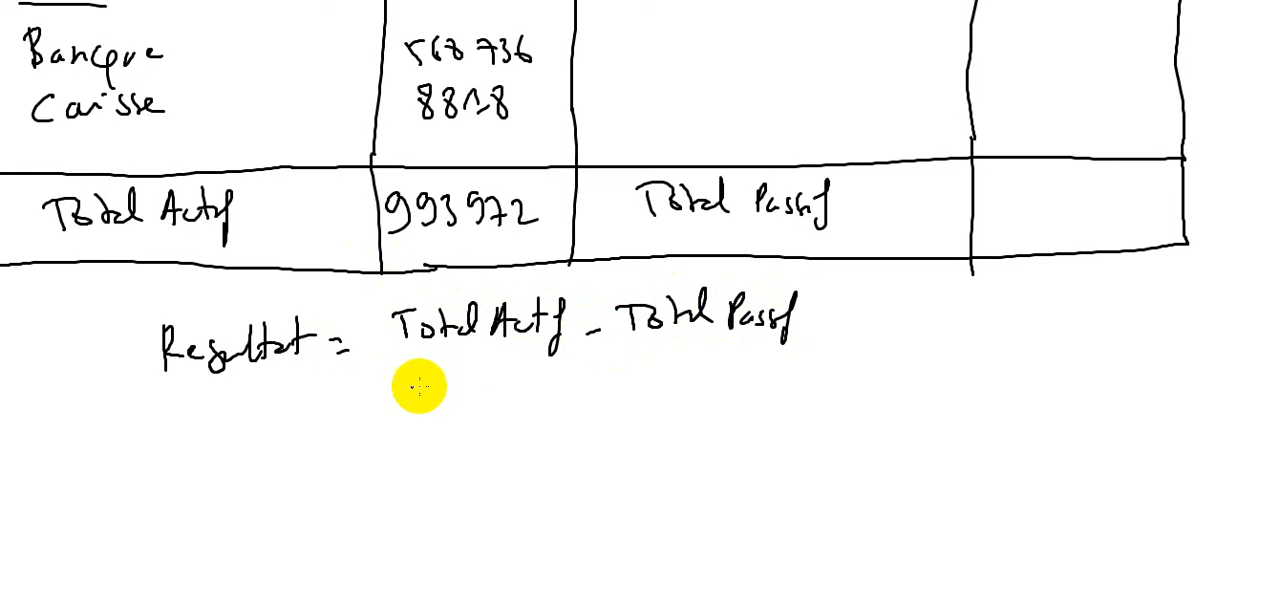 Banque 568 736
Caisse 8818
Total Actif 993 972 Total Passif
Resultat = Total Actif - Total Passif